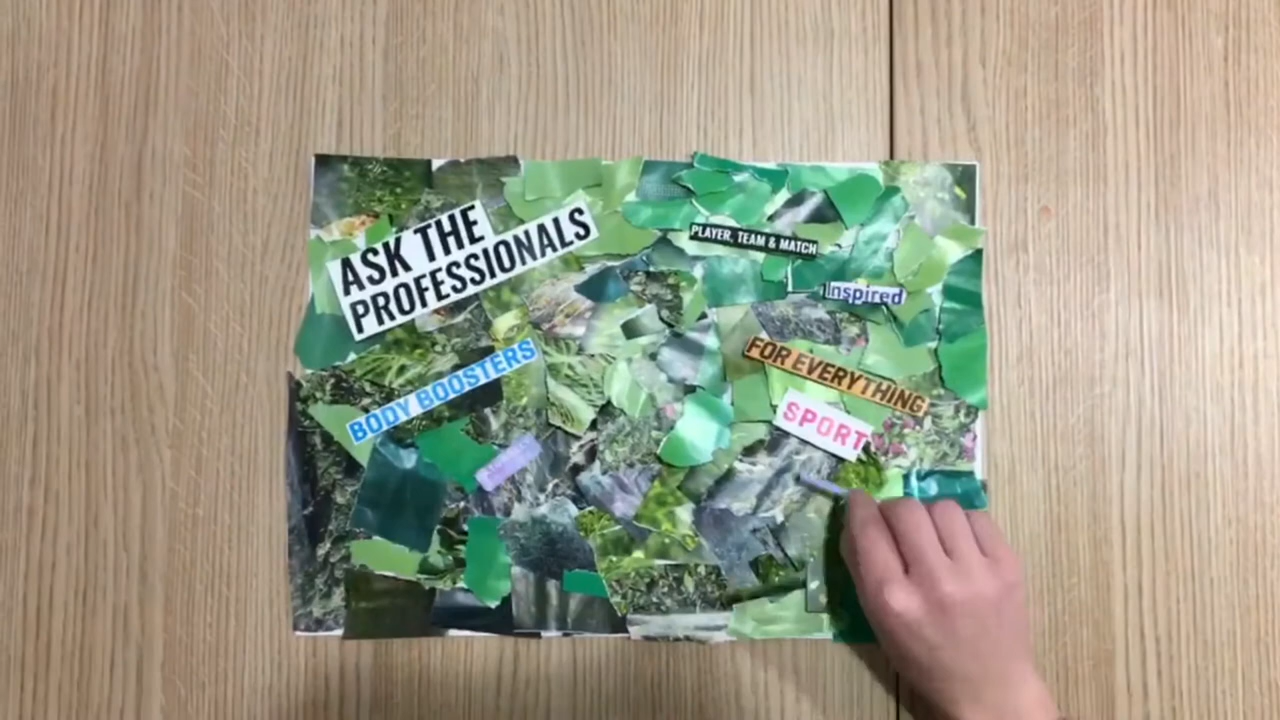 ASK THE
PROFESSIONALS
PLAYER, TEAM & MATCH
Inspired
FOR EVERYTHING
BODY BOOSTERS
SPORT